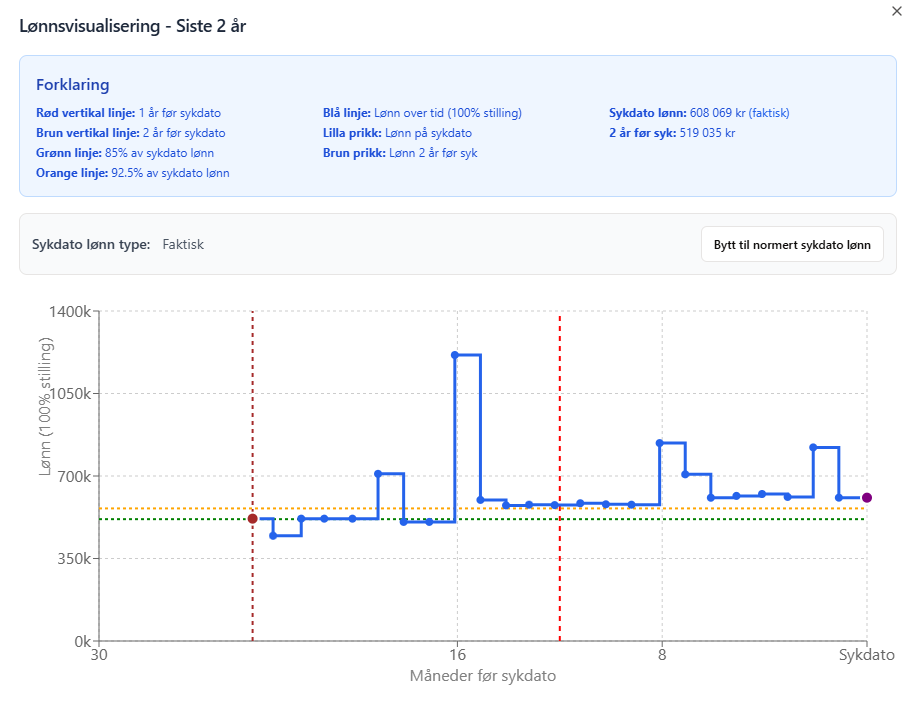 Lønnsvisualisering - Siste 2 år
Forklaring
Rød vertikal linje: 1 år før sykdato
Brun vertikal linje: 2 år før sykdato
Grønn linje: 85% av sykdato lønn
Orange linje: 92.5% av sykdato lønn
Blå linje: Lønn over tid (100% stilling)
Lilla prikk: Lønn på sykdato
Brun prikk: Lønn 2 år før syk
Sykdato lønn: 608 069 kr (faktisk)
2 år før syk: 519 035 kr
Sykdato lønn type: Faktisk
Bytt til normert sykdato lønn
Lønn (100% stilling)
1400k
1050k
700k
350k
0k
30
16
8
Sykdato
Måneder før sykdato